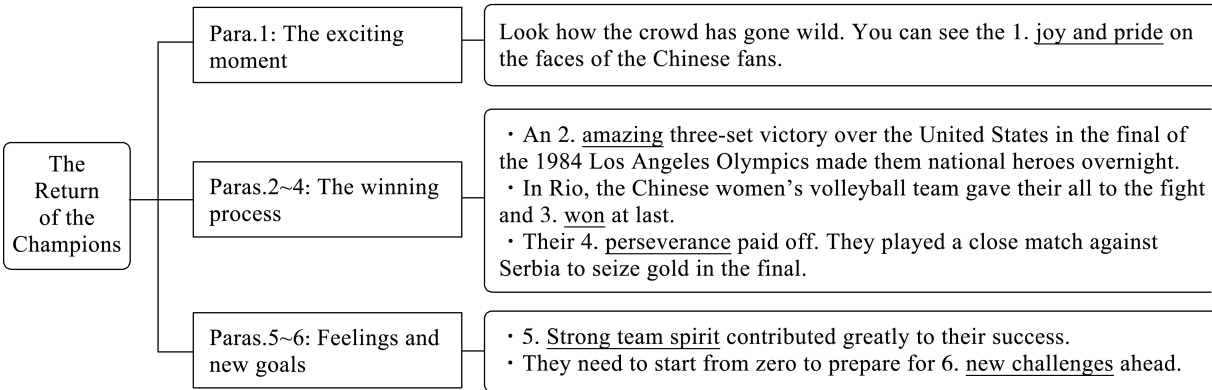 The
Return
of the
Champions
Para.1: The exciting
moment
Look how the crowd has gone wild. You can see the 1. joy and pride on
the faces of the Chinese fans.
Paras.2~4: The winning
process
· An 2. amazing three-set victory over the United States in the final of
the 1984 Los Angeles Olympics made them national heroes overnight.
· In Rio, the Chinese women's volleyball team gave their all to the fight
and 3. won at last.
· Their 4. perseverance paid off. They played a close match against
Serbia to seize gold in the final.
Paras.5~6: Feelings and
new goals
· 5. Strong team spirit contributed greatly to their success.
· They need to start from zero to prepare for 6. new challenges ahead.